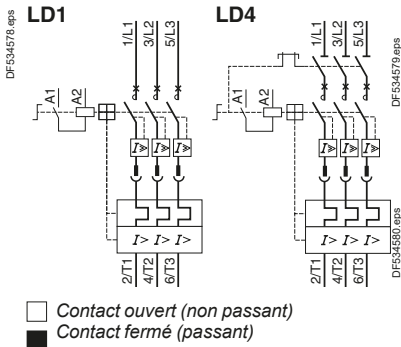 LD1
LD4
DF534578.eps
1/L1 3/L2 5/L3
A1 A2
I≫ I≫ I≫
I> I> I>
2/T1 4/T2 6/T3
1/L1 3/L2 5/L3
DF534579.eps
A1 A2
I≫ I≫ I≫
I> I> I>
2/T1 4/T2 6/T3
DF534580.eps
Contact ouvert (non passant)
Contact fermé (passant)